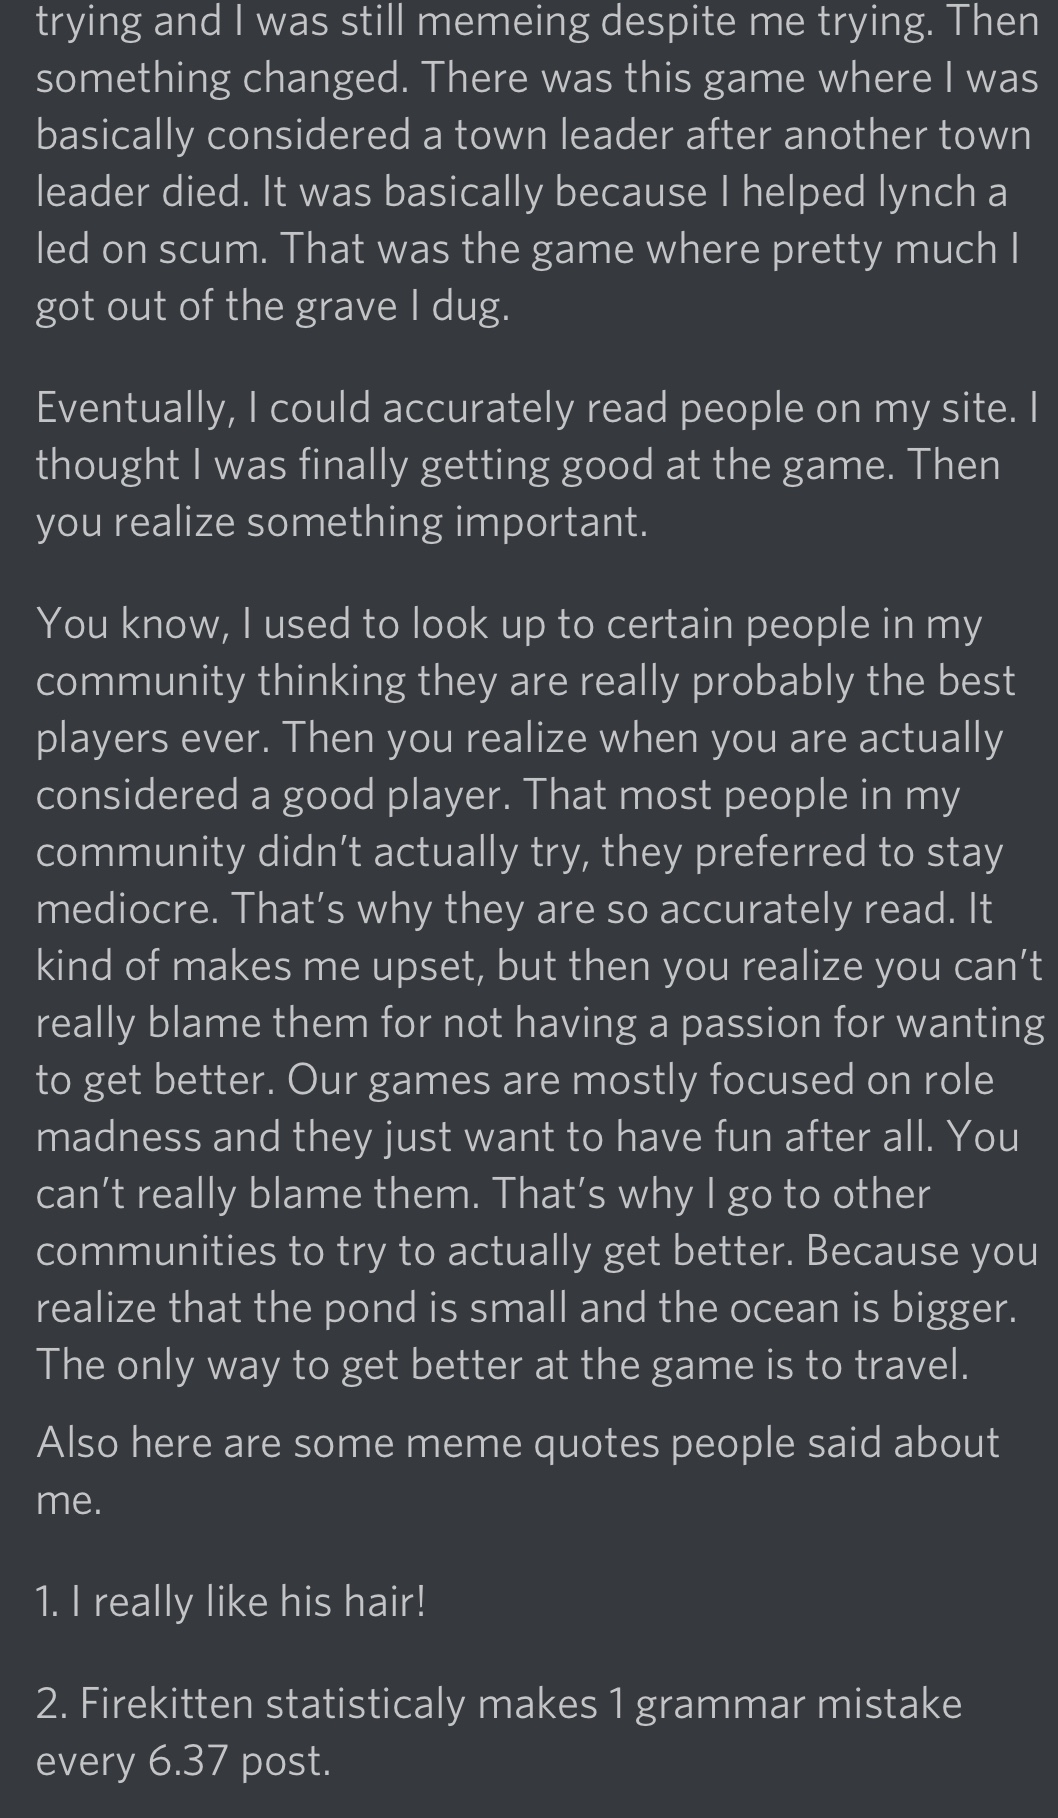 trying and I was still memeing despite me trying. Then
something changed. There was this game where I was
basically considered a town leader after another town
leader died. It was basically because I helped lynch a
led on scum. That was the game where pretty much I
got out of the grave I dug.
Eventually, I could accurately read people on my site. I
thought I was finally getting good at the game. Then
you realize something important.
You know, I used to look up to certain people in my
community thinking they are really probably the best
players ever. Then you realize when you are actually
considered a good player. That most people in my
community didn't actually try, they preferred to stay
mediocre. That's why they are so accurately read. It
kind of makes me upset, but then you realize you can't
really blame them for not having a passion for wanting
to get better. Our games are mostly focused on role
madness and they just want to have fun after all. You
can't really blame them. That's why I go to other
communities to try to actually get better. Because you
realize that the pond is small and the ocean is bigger.
The only way to get better at the game is to travel.
Also here are some meme quotes people said about
me.
1. I really like his hair!
2. Firekitten statisticaly makes 1 grammar mistake
every 6.37 post.